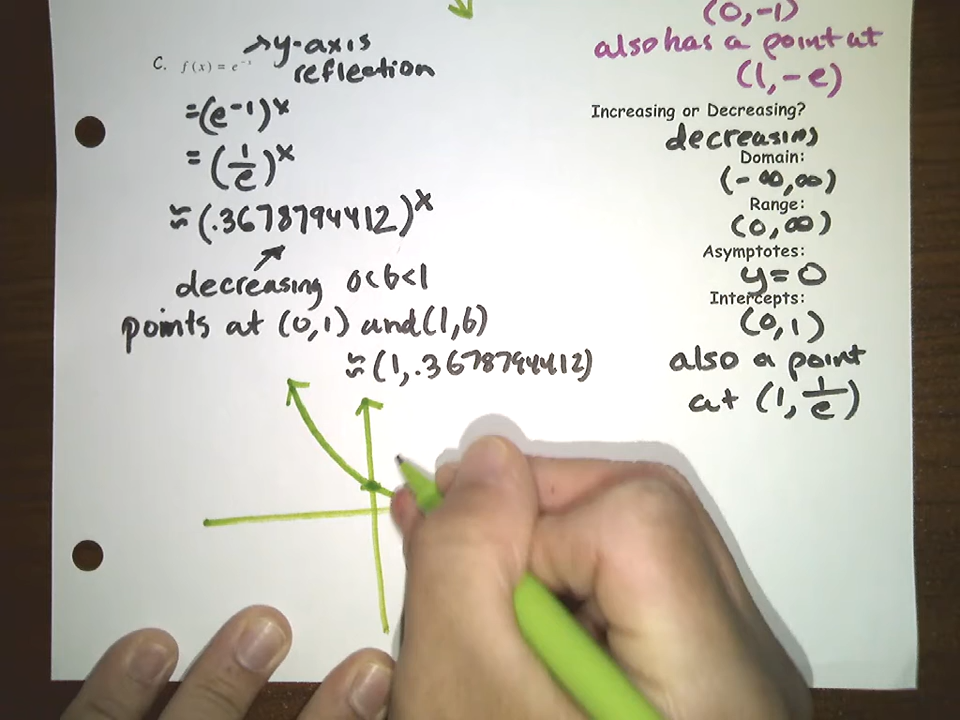 C. f(x) = e^-x → y-axis
reflection
= (e^-1)^x
= (1/e)^x
≈ (.3678794412)^x
decreasing 0<b<1
points at (0,1) and (1,b)
≈ (1, .3678794412)
(0,-1)
also has a point at
(1,-e)
Increasing or Decreasing?
decreasing
Domain:
(-∞,∞)
Range:
(0,∞)
Asymptotes:
y=0
Intercepts:
(0,1)
also a point
at (1, 1/e)